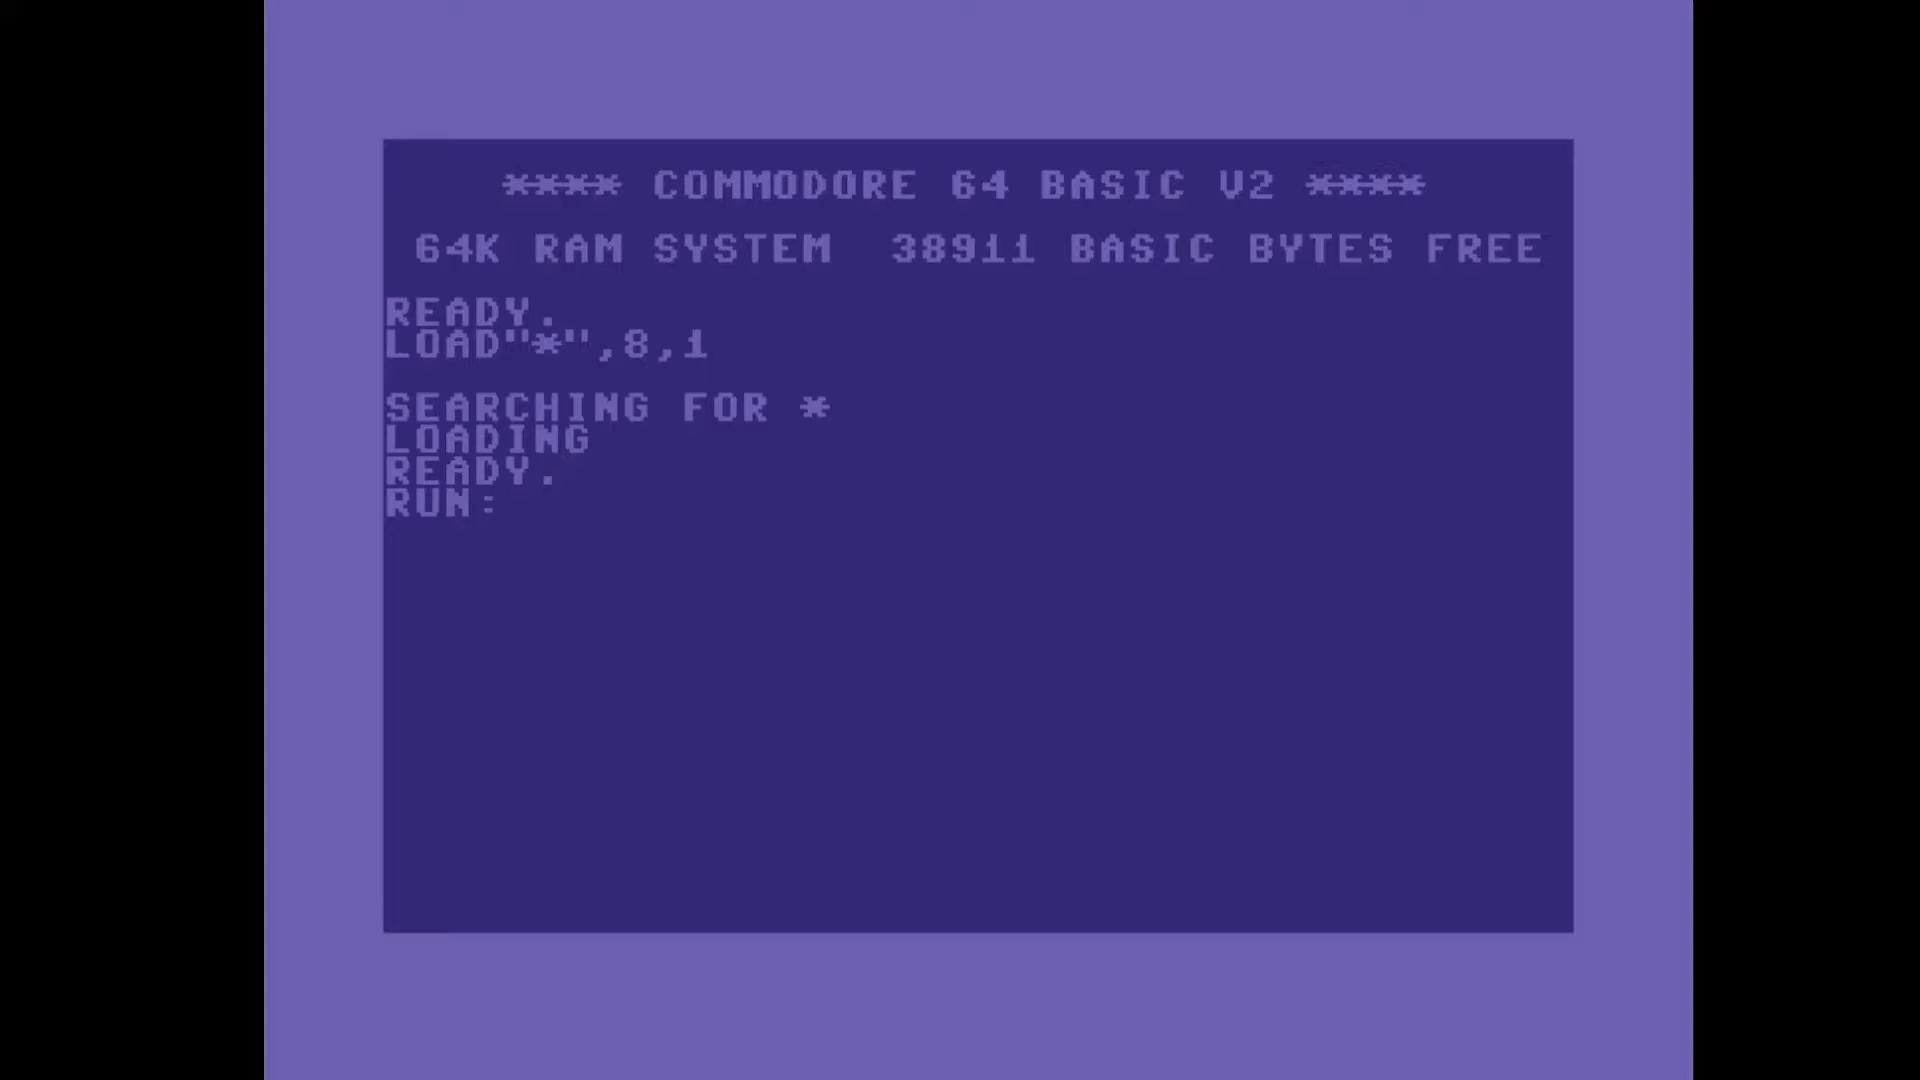 **** COMMODORE 64 BASIC V2 ****
64K RAM SYSTEM  38911 BASIC BYTES FREE
READY.
LOAD"*",8,1
SEARCHING FOR *
LOADING
READY.
RUN: